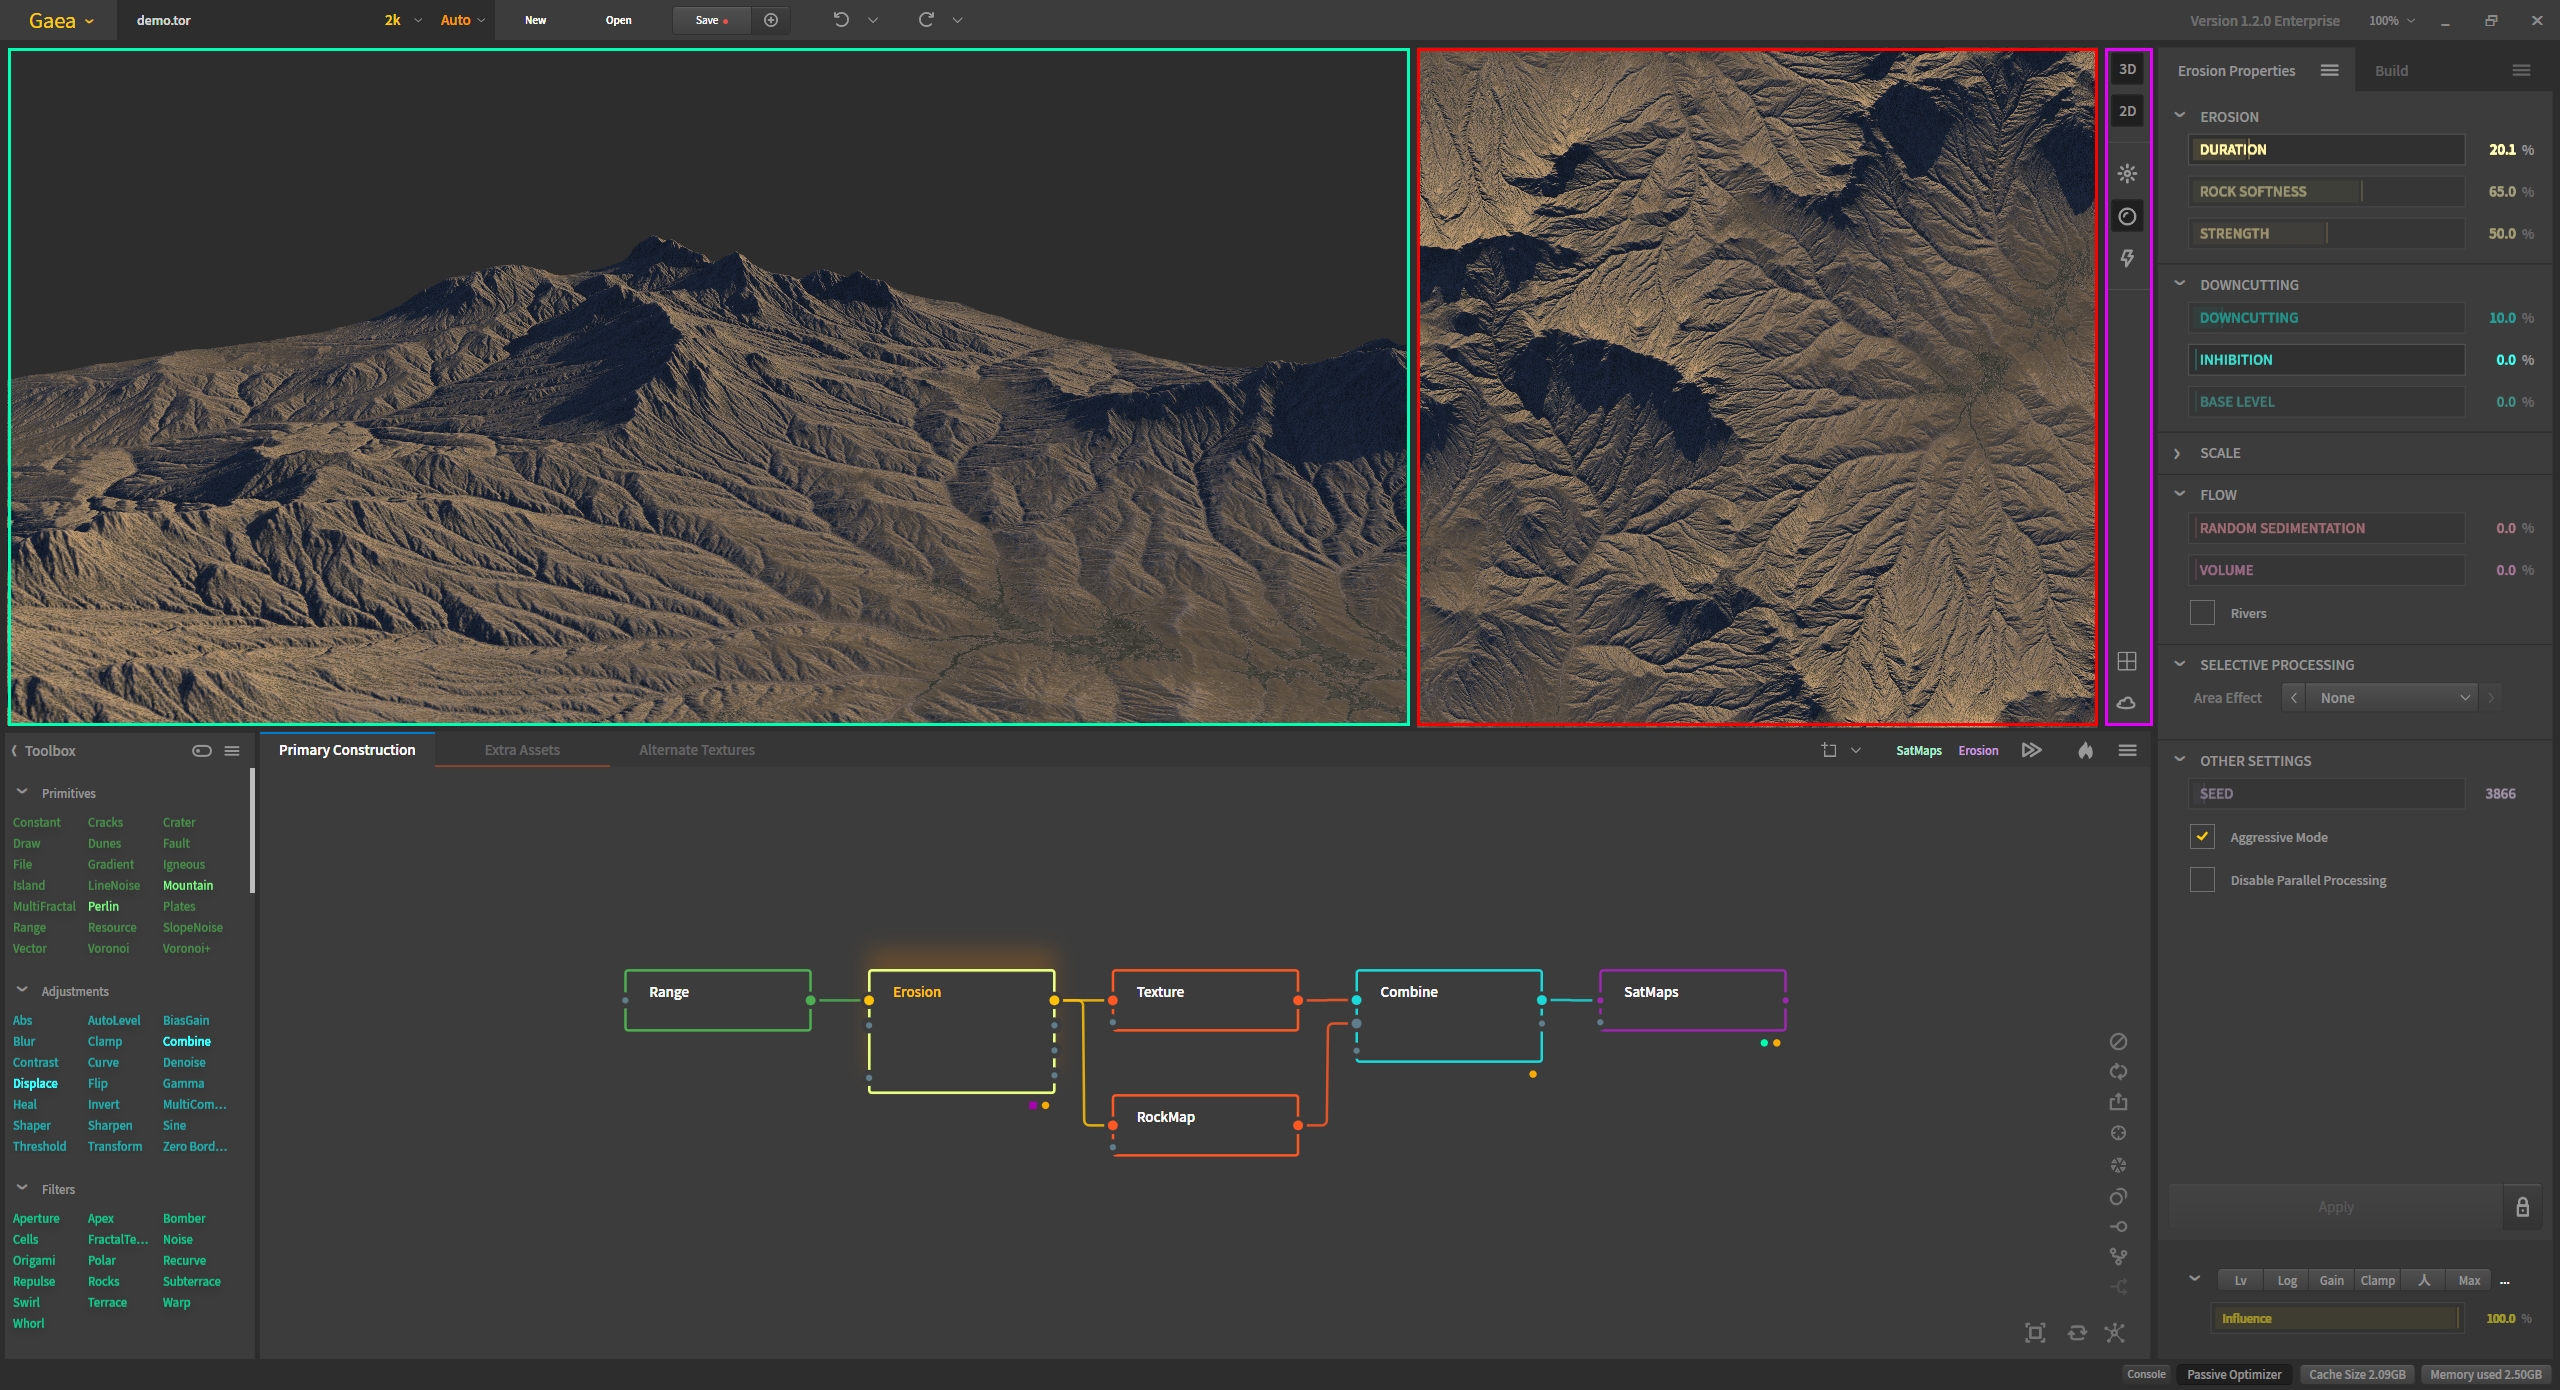 Gaea
demo.tor
2k
Auto
New
Open
Save
Version 1.2.0 Enterprise
100%
3D
2D
Erosion Properties
Build
EROSION
DURATION 20.1 %
ROCK SOFTNESS 65.0 %
STRENGTH 50.0 %
DOWNCUTTING
DOWNCUTTING 10.0 %
INHIBITION 0.0 %
BASE LEVEL 0.0 %
SCALE
FLOW
RANDOM SEDIMENTATION 0.0 %
VOLUME 0.0 %
Rivers
SELECTIVE PROCESSING
Area Effect None
OTHER SETTINGS
SEED 3866
Aggressive Mode
Disable Parallel Processing
Apply
Lv Log Gain Clamp Max ...
Influence 100.0 %
Toolbox
Primitives
Constant Cracks Crater
Draw Dunes Fault
File Gradient Igneous
Island LineNoise Mountain
MultiFractal Perlin Plates
Range Resource SlopeNoise
Vector Voronoi Voronoi+
Adjustments
Abs AutoLevel BiasGain
Blur Clamp Combine
Contrast Curve Denoise
Displace Flip Gamma
Heal Invert MultiCom...
Shaper Sharpen Sine
Threshold Transform Zero Bord...
Filters
Aperture Apex Bomber
Cells FractalTe... Noise
Origami Polar Recurve
Repulse Rocks Subterrace
Swirl Terrace Warp
Whorl
Primary Construction
Extra Assets
Alternate Textures
SatMaps
Erosion
Range
Erosion
Texture
Combine
SatMaps
RockMap
Console
Passive Optimizer
Cache Size 2.09GB
Memory used 2.50GB